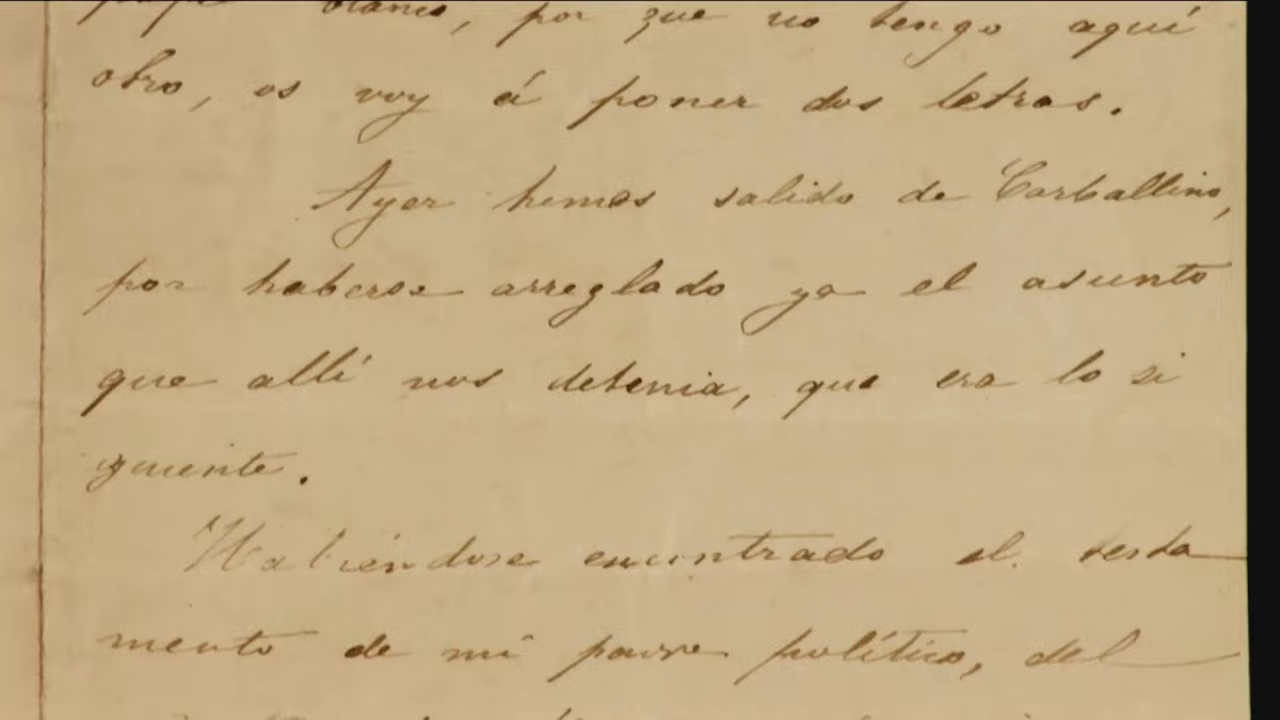 papel blanco, por que no tengo aquí
otro, os voy á poner dos letras.
Ayer hemos salido de Carballino,
por haberse arreglado ya el asunto
que allí nos detenia, que era lo si
guiente.
Habiéndose encontrado el testa
mento de mi padre político, del